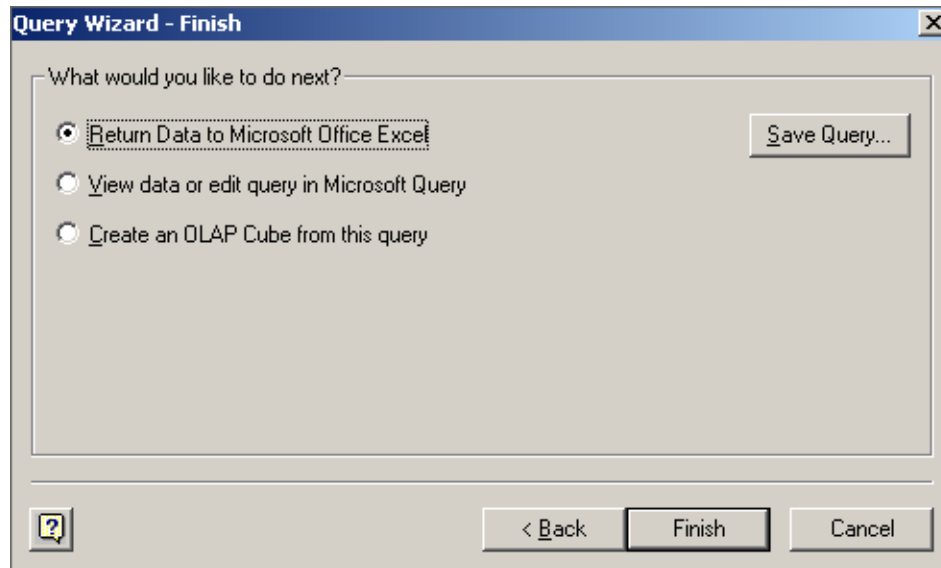 Query Wizard - Finish
What would you like to do next?
Return Data to Microsoft Office Excel
Save Query...
View data or edit query in Microsoft Query
Create an OLAP Cube from this query
?
< Back
Finish
Cancel